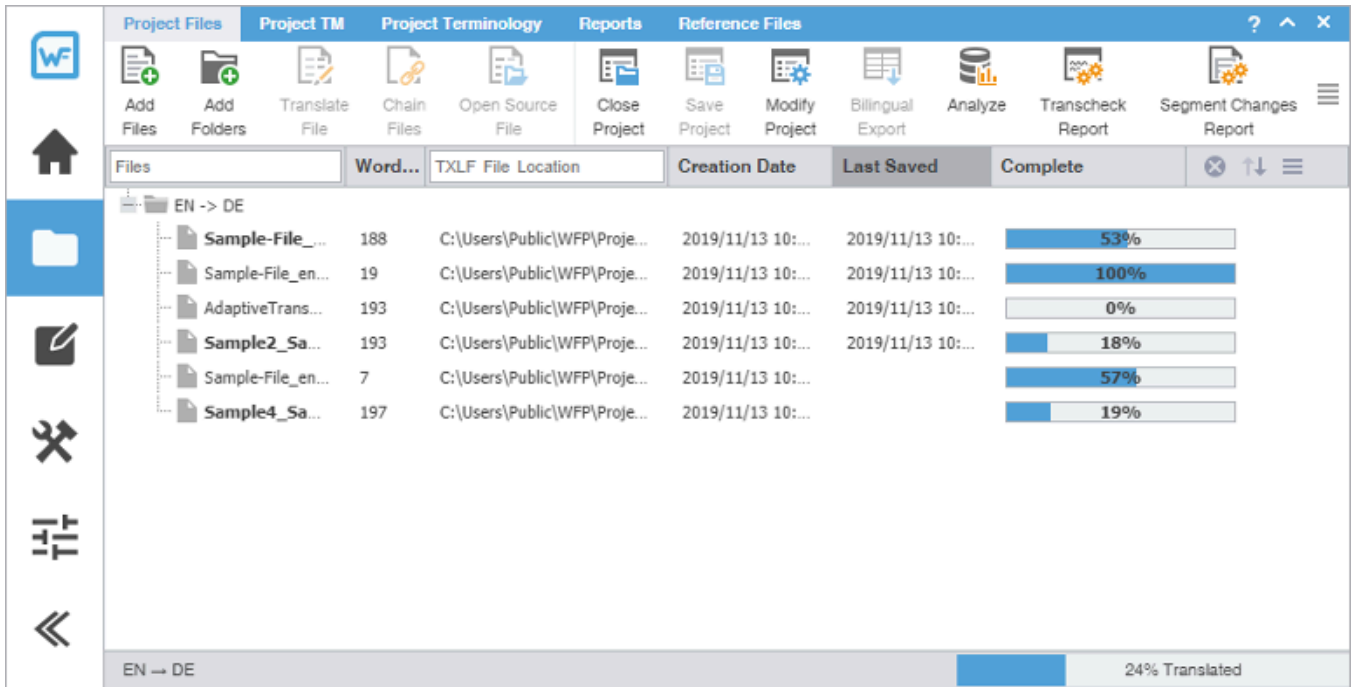 Project Files Project TM Project Terminology Reports Reference Files ? ×
WF
Add Files Add Folders Translate File Chain Files Open Source File Close Project Save Project Modify Project Bilingual Export Analyze Transcheck Report Segment Changes Report
Files Word... TXLF File Location Creation Date Last Saved Complete
EN -> DE
Sample-File_... 188 C:\Users\Public\WFP\Proje... 2019/11/13 10:... 2019/11/13 10:... 53%
Sample-File_en... 19 C:\Users\Public\WFP\Proje... 2019/11/13 10:... 2019/11/13 10:... 100%
AdaptiveTrans... 193 C:\Users\Public\WFP\Proje... 2019/11/13 10:... 2019/11/13 10:... 0%
Sample2_Sa... 193 C:\Users\Public\WFP\Proje... 2019/11/13 10:... 2019/11/13 10:... 18%
Sample-File_en... 7 C:\Users\Public\WFP\Proje... 2019/11/13 10:... 57%
Sample4_Sa... 197 C:\Users\Public\WFP\Proje... 2019/11/13 10:... 19%
EN → DE 24% Translated